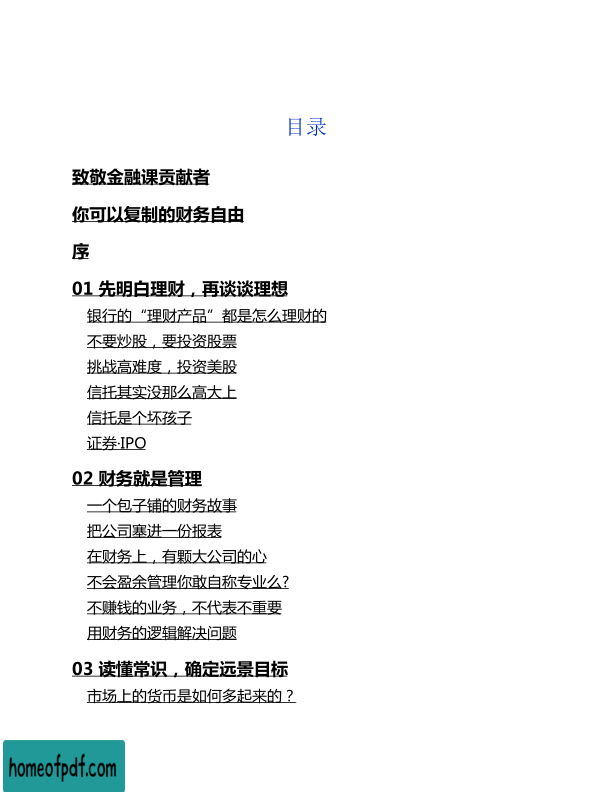 目录
致敬金融课贡献者
你可以复制的财务自由
序
01 先明白理财，再谈谈理想
银行的“理财产品”都是怎么理财的
不要炒股，要投资股票
挑战高难度，投资美股
信托其实没那么高大上
信托是个坏孩子
证券·IPO
02 财务就是管理
一个包子铺的财务故事
把公司塞进一份报表
在财务上，有颗大公司的心
不会盈余管理你敢自称专业么?
不赚钱的业务，不代表不重要
用财务的逻辑解决问题
03 读懂常识，确定远景目标
市场上的货币是如何多起来的？
homeofpdf.com